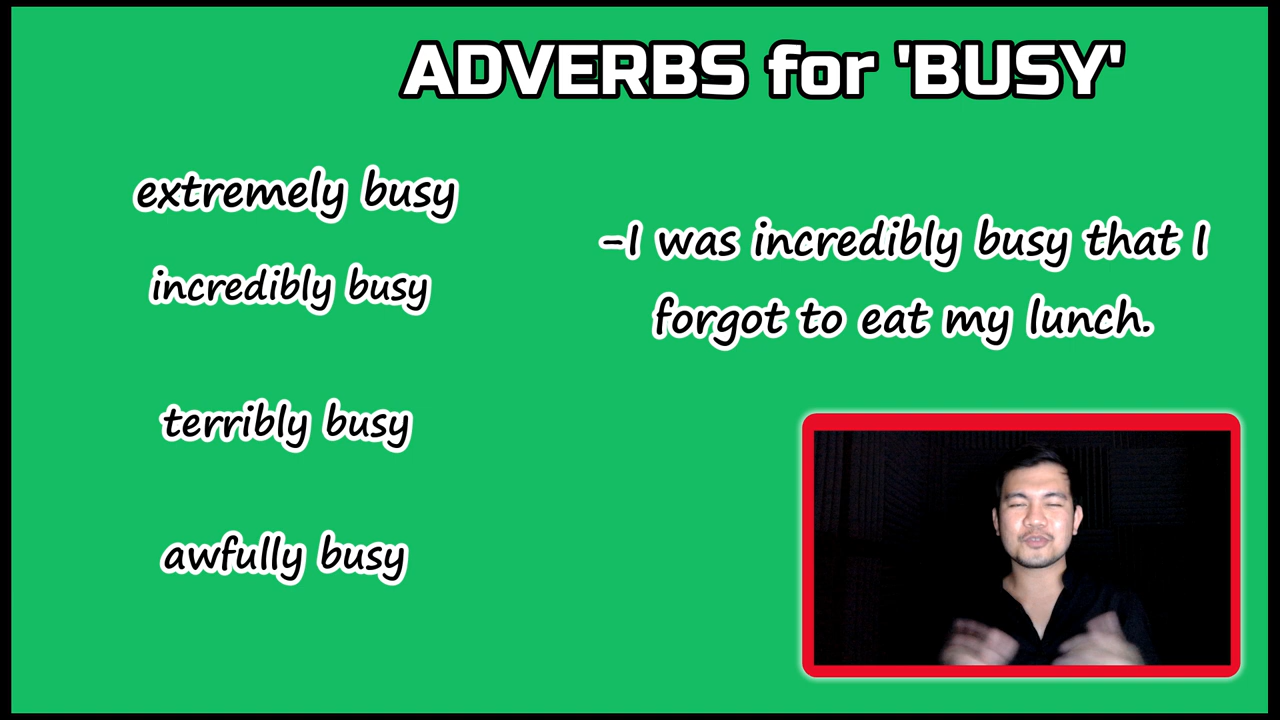 ADVERBS for 'BUSY'
extremely busy
incredibly busy
terribly busy
awfully busy
-I was incredibly busy that I
forgot to eat my lunch.